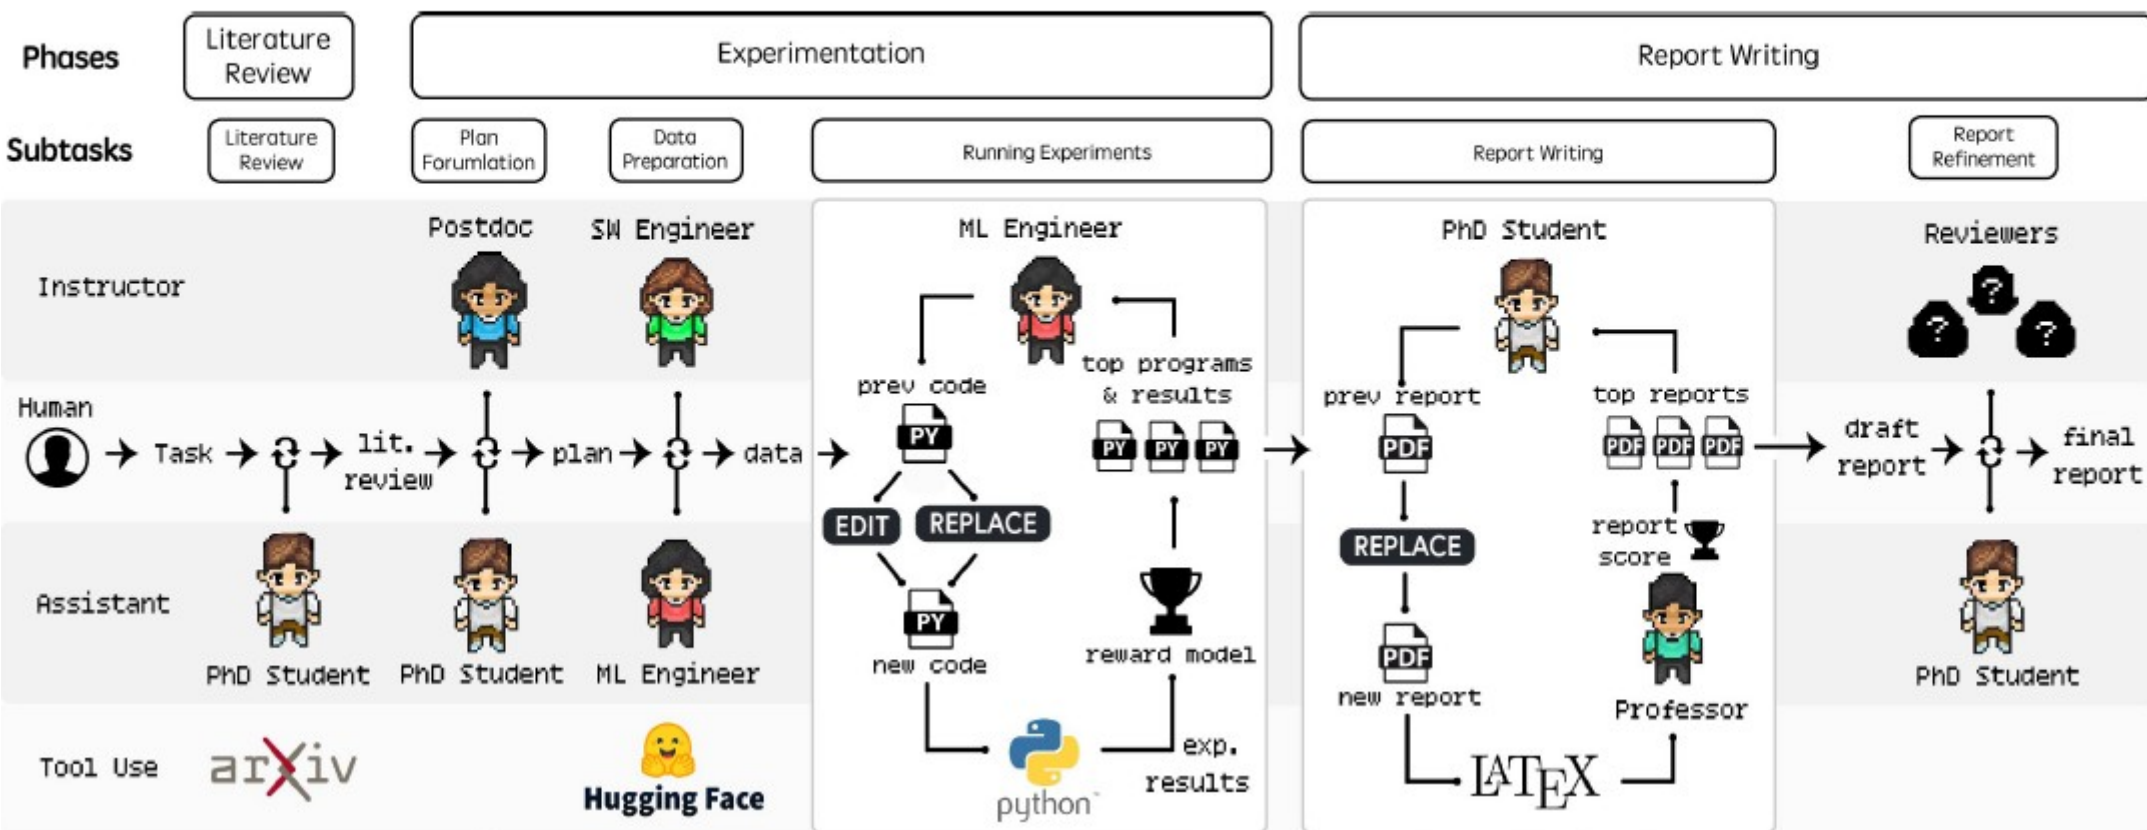 Phases
Literature
Review
Experimentation
Report Writing
Subtasks
Literature
Review
Plan
Forumlation
Data
Preparation
Running Experiments
Report Writing
Report
Refinement
Instructor
Postdoc
SW Engineer
ML Engineer
PhD Student
Reviewers
? ? ?
Human
Task
lit.
review
plan
data
prev code
PY
EDIT
REPLACE
PY
new code
top programs
& results
PY PY PY
reward model
exp.
results
python
prev report
PDF
REPLACE
PDF
new report
top reports
PDF PDF PDF
report
score
Professor
LATEX
draft
report
final
report
Assistant
PhD Student
PhD Student
ML Engineer
PhD Student
Tool Use
arXiv
Hugging Face